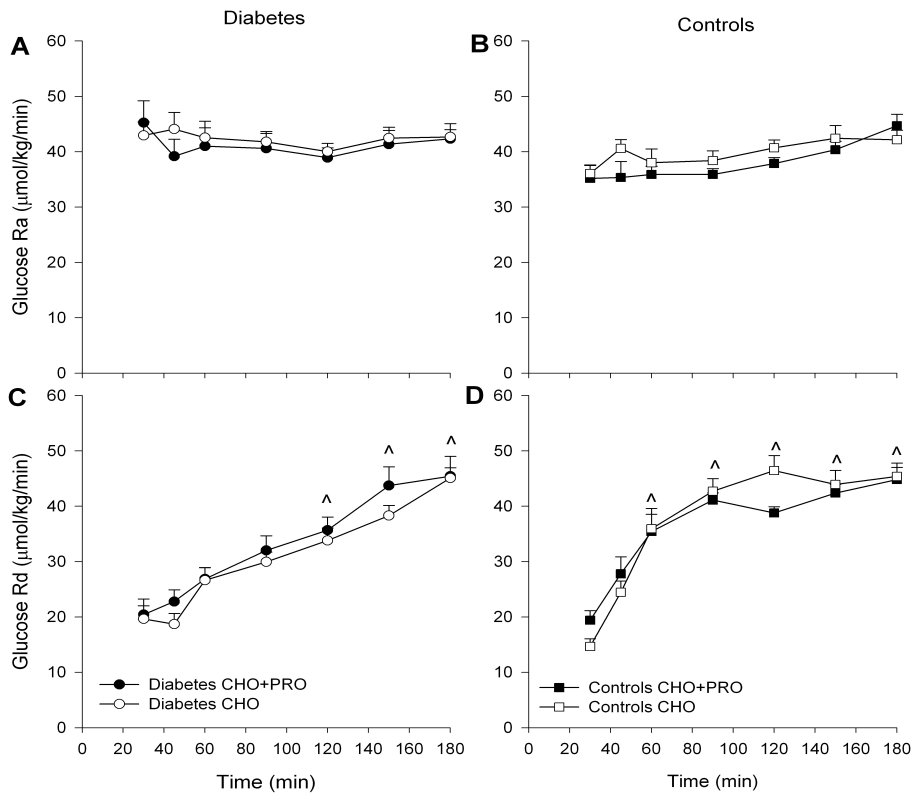 Diabetes
Controls
A
B
Glucose Ra (μmol/kg/min)
60
50
40
30
20
10
0
60
50
40
30
20
10
0
C
D
Glucose Rd (μmol/kg/min)
60
50
40
30
20
10
0
^ ^ ^
Diabetes CHO+PRO
Diabetes CHO
0 20 40 60 80 100 120 140 160 180
Time (min)
60
50
40
30
20
10
0
^ ^ ^ ^ ^
Controls CHO+PRO
Controls CHO
0 20 40 60 80 100 120 140 160 180
Time (min)